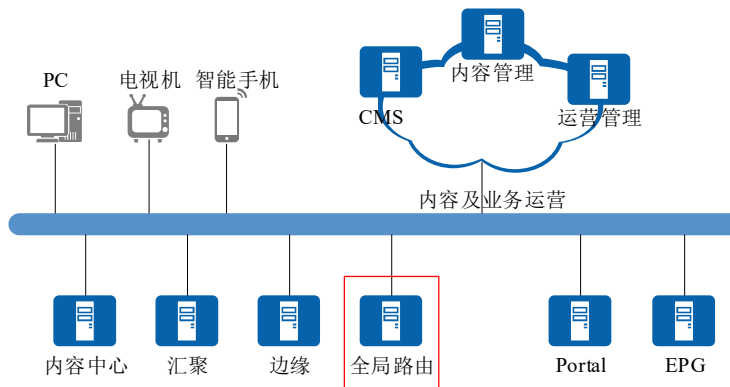 内容管理
PC
电视机
智能手机
CMS
运营管理
内容及业务运营
内容中心
汇聚
边缘
全局路由
Portal
EPG